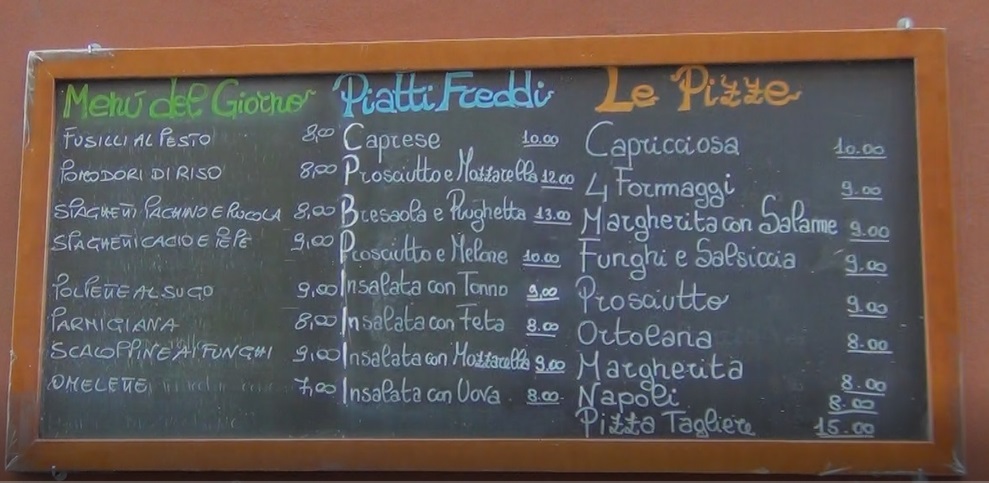 Menú del Giorno
FUSILLI AL PESTO 8,00
POMODORI DI RISO 8,00
SPAGHETTI PACHINO E RUCOLA 8,00
SPAGHETTI CACIO E PEPE 9,00
POLPETTE AL SUGO 9,00
PARMIGIANA 8,00
SCALOPPINE AI FUNGHI 9,00
OMELETTE 7,00
Piatti Freddi
Caprese 10.00
Prosciutto e Mozzarella 12.00
Bresaola e Rughetta 13.00
Prosciutto e Melone 10.00
Insalata con Tonno 9,00
Insalata con Feta 8.00
Insalata con Mozzarella 9.00
Insalata con Uova 8.00
Le Pizze
Capricciosa 10.00
4 Formaggi 9.00
Margherita con Salame 9.00
Funghi e Salsiccia 9.00
Prosciutto 9.00
Ortolana 8.00
Margherita 8.00
Napoli 8.00
Pizza Tagliere 15.00